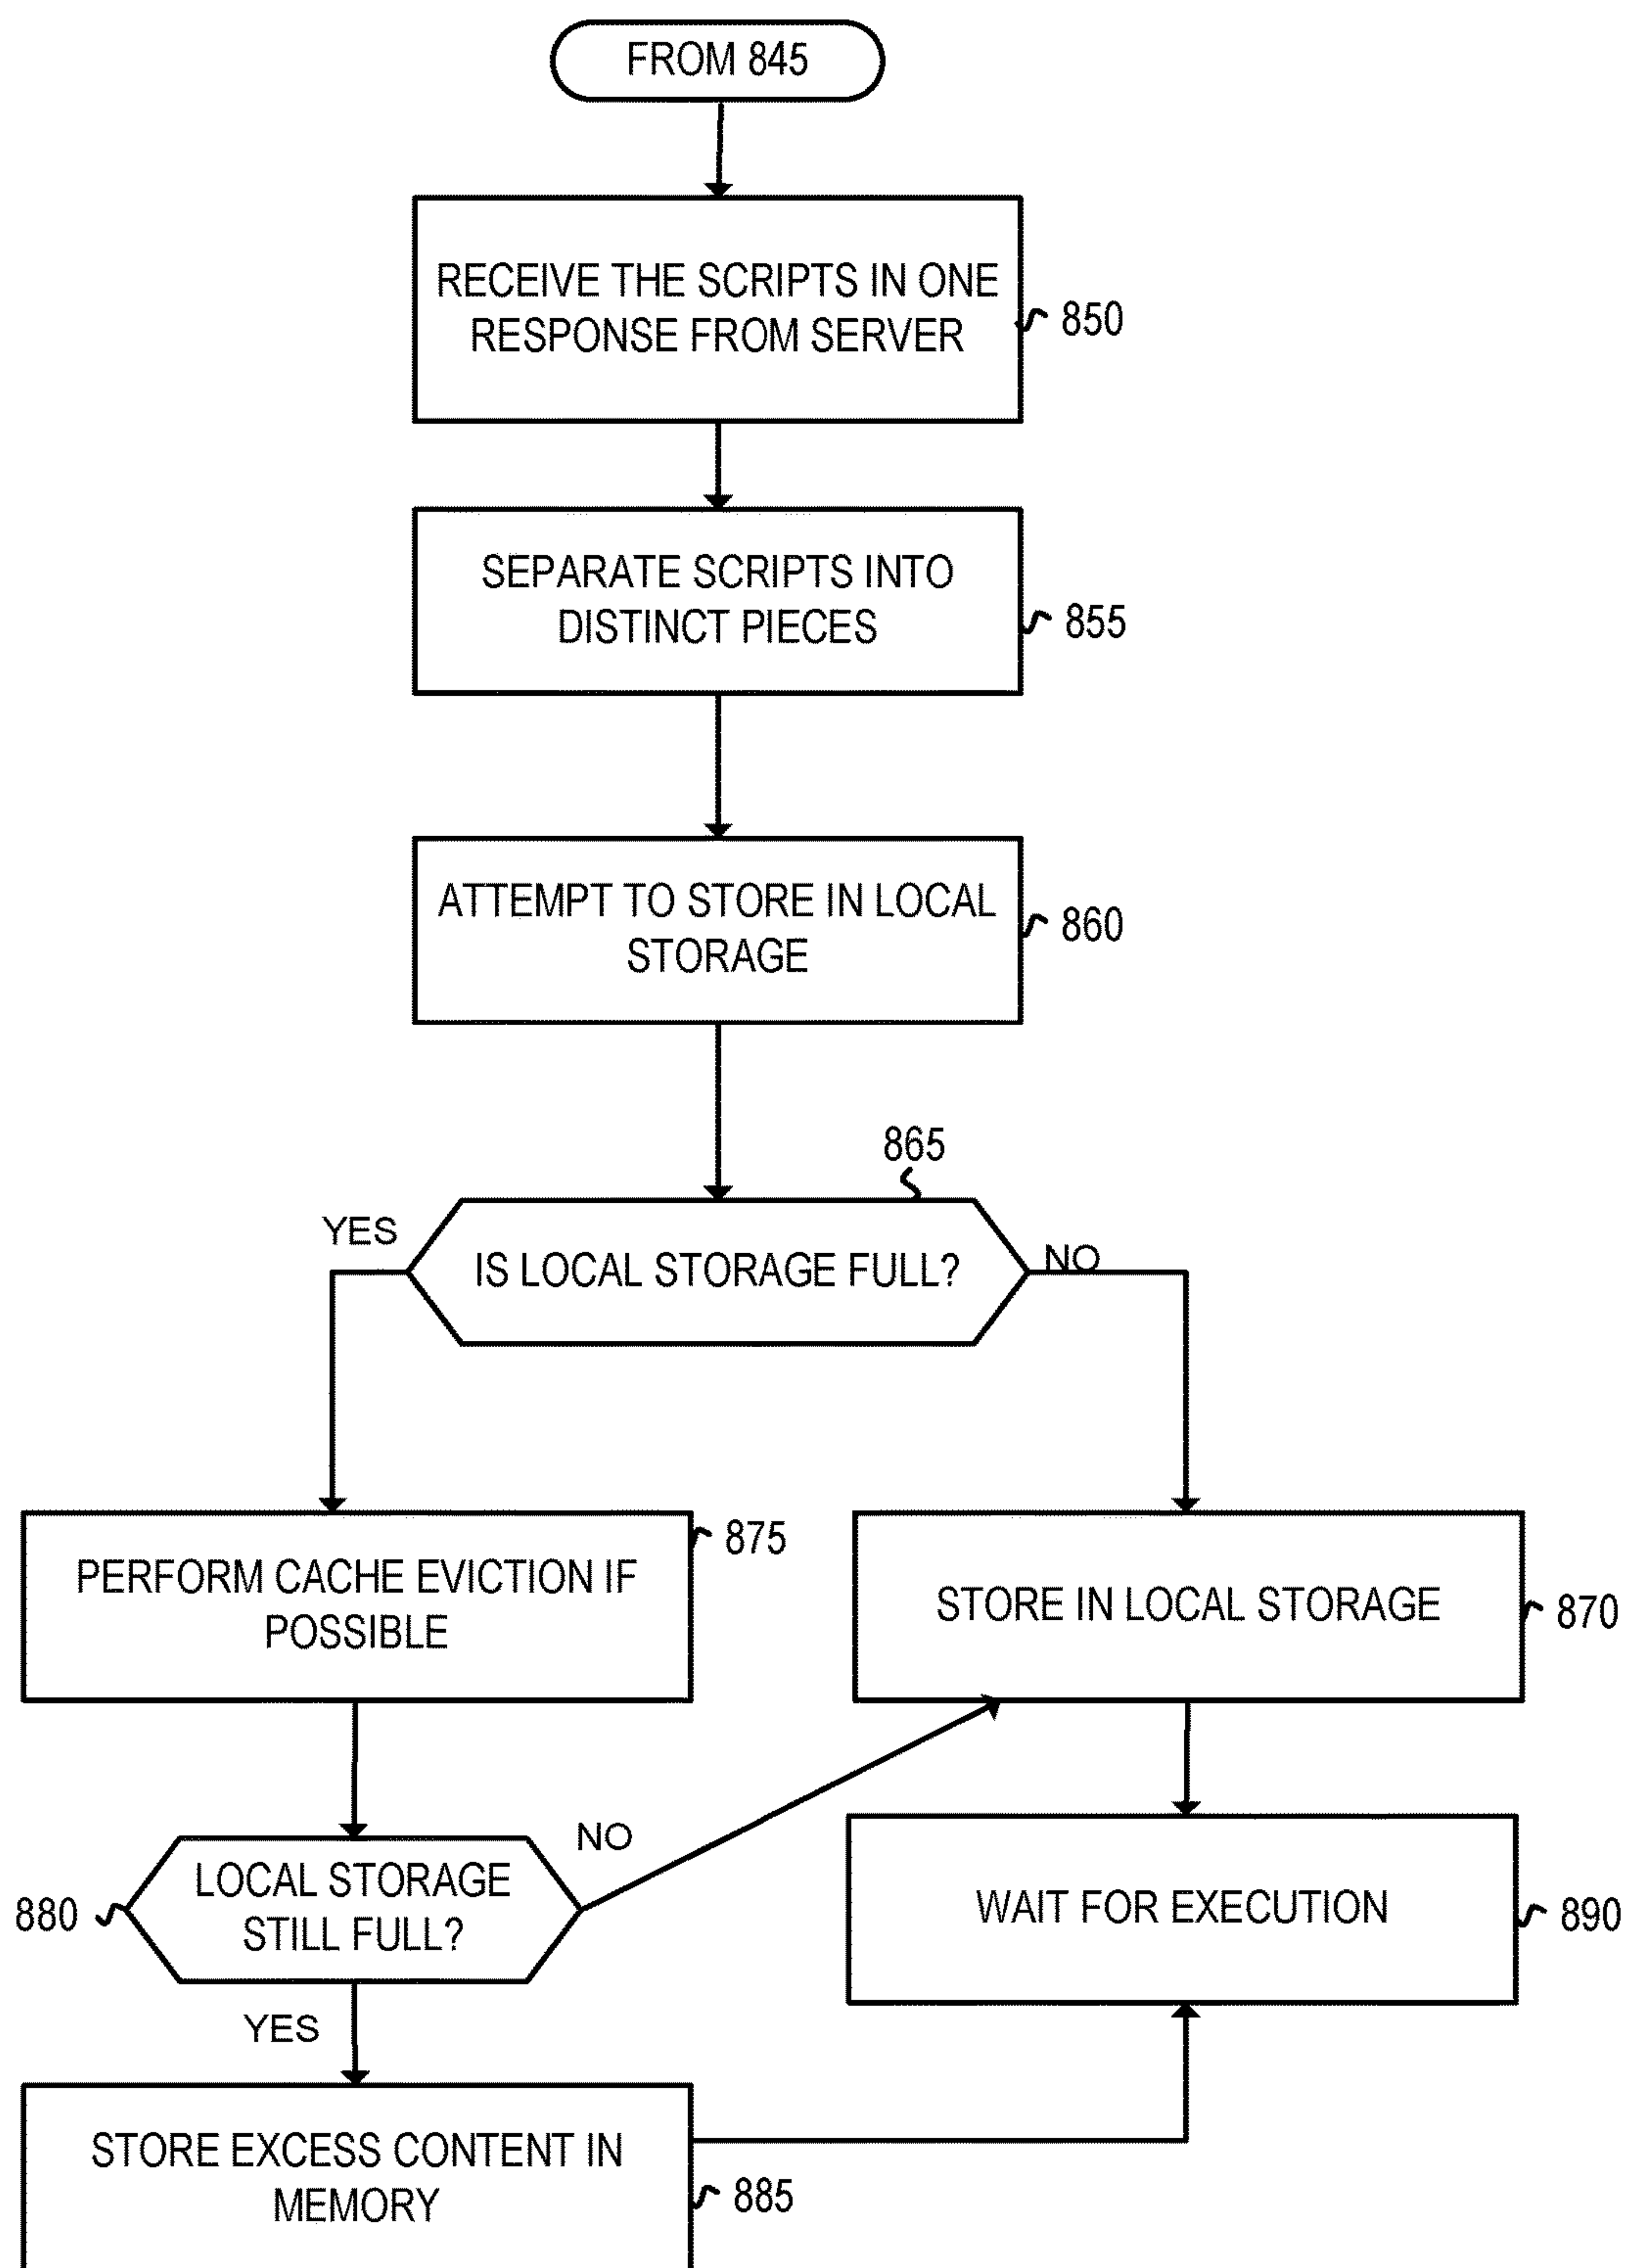 FROM 845
RECEIVE THE SCRIPTS IN ONE
RESPONSE FROM SERVER
850
SEPARATE SCRIPTS INTO
DISTINCT PIECES
855
ATTEMPT TO STORE IN LOCAL
STORAGE
860
865
YES
IS LOCAL STORAGE FULL?
NO
PERFORM CACHE EVICTION IF
POSSIBLE
875
STORE IN LOCAL STORAGE
870
LOCAL STORAGE
STILL FULL?
880
NO
WAIT FOR EXECUTION
890
YES
STORE EXCESS CONTENT IN
MEMORY
885